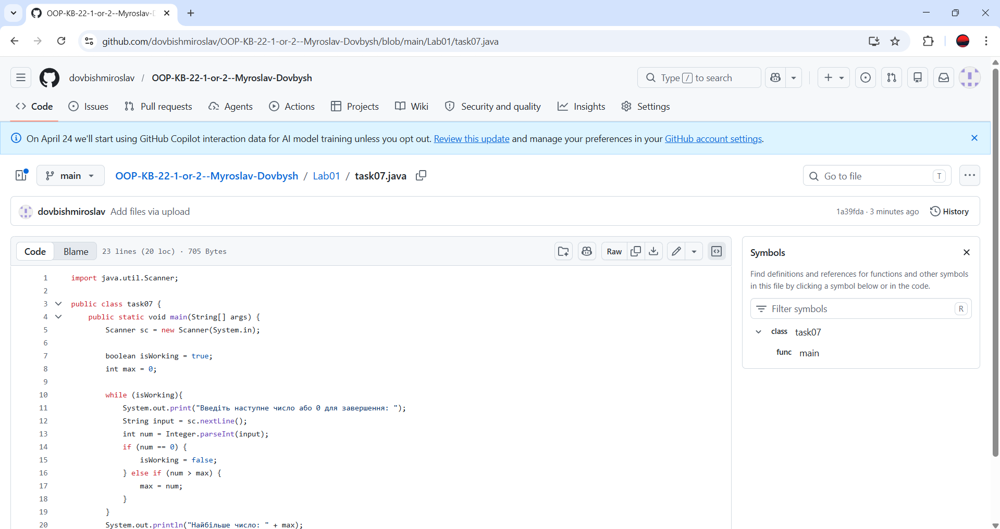 OOP-KB-22-1-or-2--Myroslav-D
github.com/dovbishmiroslav/OOP-KB-22-1-or-2--Myroslav-Dovbysh/blob/main/Lab01/task07.java
dovbishmiroslav / OOP-KB-22-1-or-2--Myroslav-Dovbysh
Type / to search
Code Issues Pull requests Agents Actions Projects Wiki Security and quality Insights Settings
On April 24 we'll start using GitHub Copilot interaction data for AI model training unless you opt out. Review this update and manage your preferences in your GitHub account settings.
main OOP-KB-22-1-or-2--Myroslav-Dovbysh / Lab01 / task07.java
Go to file T
dovbishmiroslav Add files via upload
1a39fda · 3 minutes ago History
Code Blame 23 lines (20 loc) · 705 Bytes
Raw
1 import java.util.Scanner;
2
3 public class task07 {
4 public static void main(String[] args) {
5 Scanner sc = new Scanner(System.in);
6
7 boolean isWorking = true;
8 int max = 0;
9
10 while (isWorking){
11 System.out.print("Введіть наступне число або 0 для завершення: ");
12 String input = sc.nextLine();
13 int num = Integer.parseInt(input);
14 if (num == 0) {
15 isWorking = false;
16 } else if (num > max) {
17 max = num;
18 }
19 }
20 System.out.println("Найбільше число: " + max);
Symbols
Find definitions and references for functions and other symbols
in this file by clicking a symbol below or in the code.
Filter symbols R
class task07
func main